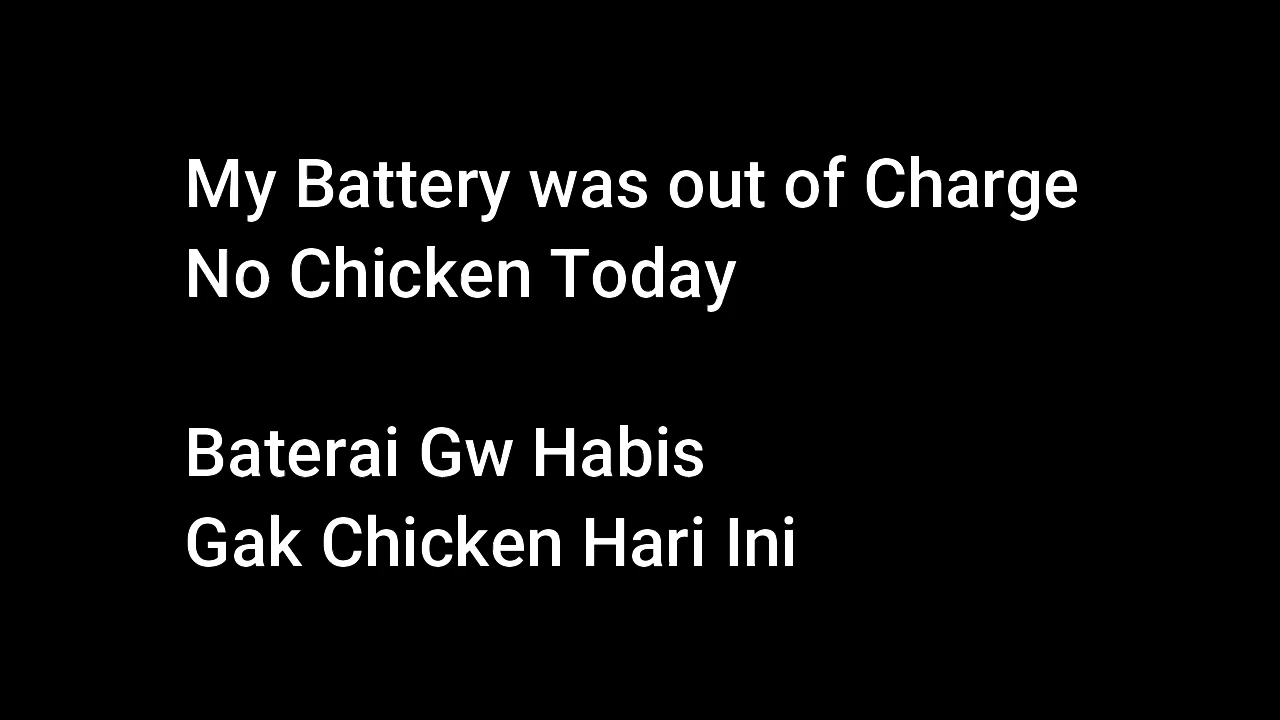 My Battery was out of Charge
No Chicken Today
Baterai Gw Habis
Gak Chicken Hari Ini